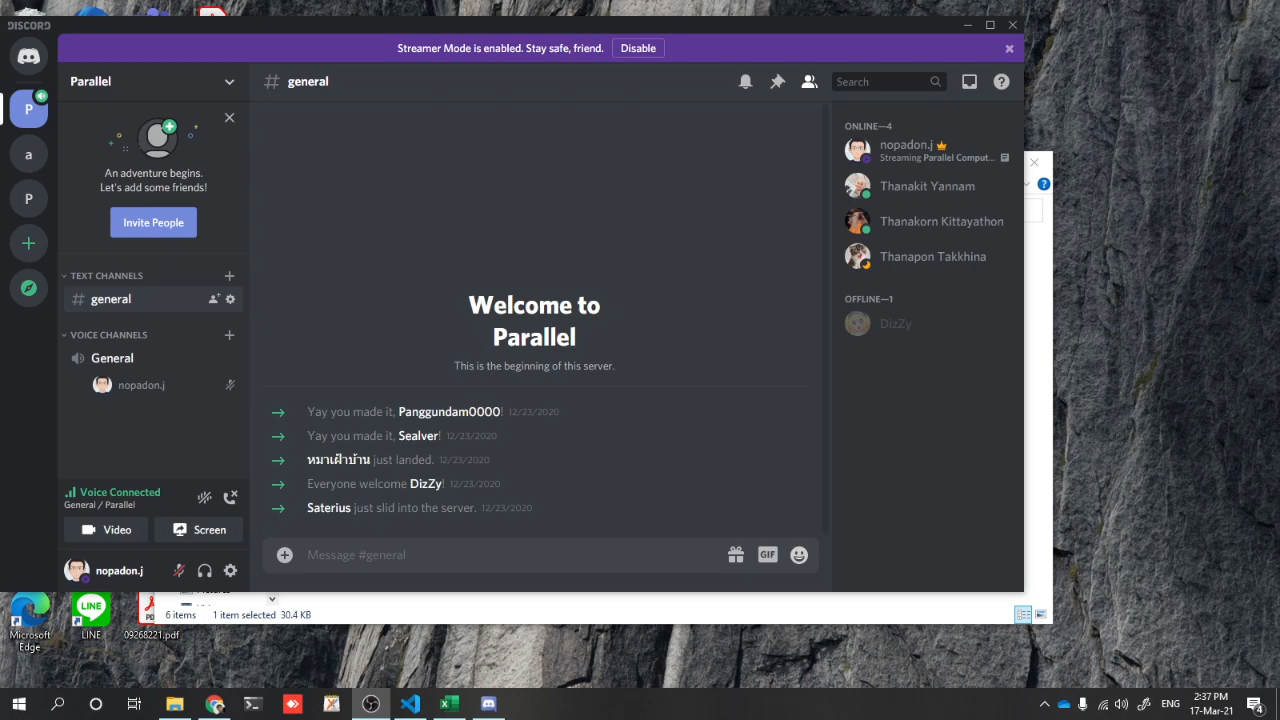 DISCORD
Streamer Mode is enabled. Stay safe, friend.
Disable
Parallel
general
Search
P
a
P
An adventure begins.
Let's add some friends!
Invite People
TEXT CHANNELS
general
VOICE CHANNELS
General
nopadon.j
Voice Connected
General / Parallel
Video
Screen
nopadon.j
Welcome to
Parallel
This is the beginning of this server.
Yay you made it, Panggundam0000! 12/23/2020
Yay you made it, Sealver! 12/23/2020
หมาเฝ้าบ้าน just landed. 12/23/2020
Everyone welcome DizZy! 12/23/2020
Saterius just slid into the server. 12/23/2020
Message #general
GIF
ONLINE—4
nopadon.j
Streaming Parallel Comput...
Thanakit Yannam
Thanakorn Kittayathon
Thanapon Takkhina
OFFLINE—1
DizZy
6 items
1 item selected 30.4 KB
Microsoft
Edge
LINE
LINE
PDF
09268221.pdf
ENG
2:37 PM
17-Mar-21
4